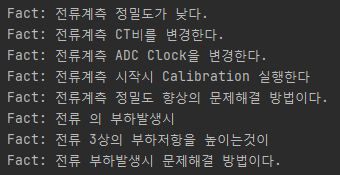 Fact: 전류계측 정밀도가 낮다.
Fact: 전류계측 CT비를 변경한다.
Fact: 전류계측 ADC Clock을 변경한다.
Fact: 전류계측 시작시 Calibration 실행한다
Fact: 전류계측 정밀도 향상의 문제해결 방법이다.
Fact: 전류 의 부하발생시
Fact: 전류 3상의 부하저항을 높이는것이
Fact: 전류 부하발생시 문제해결 방법이다.